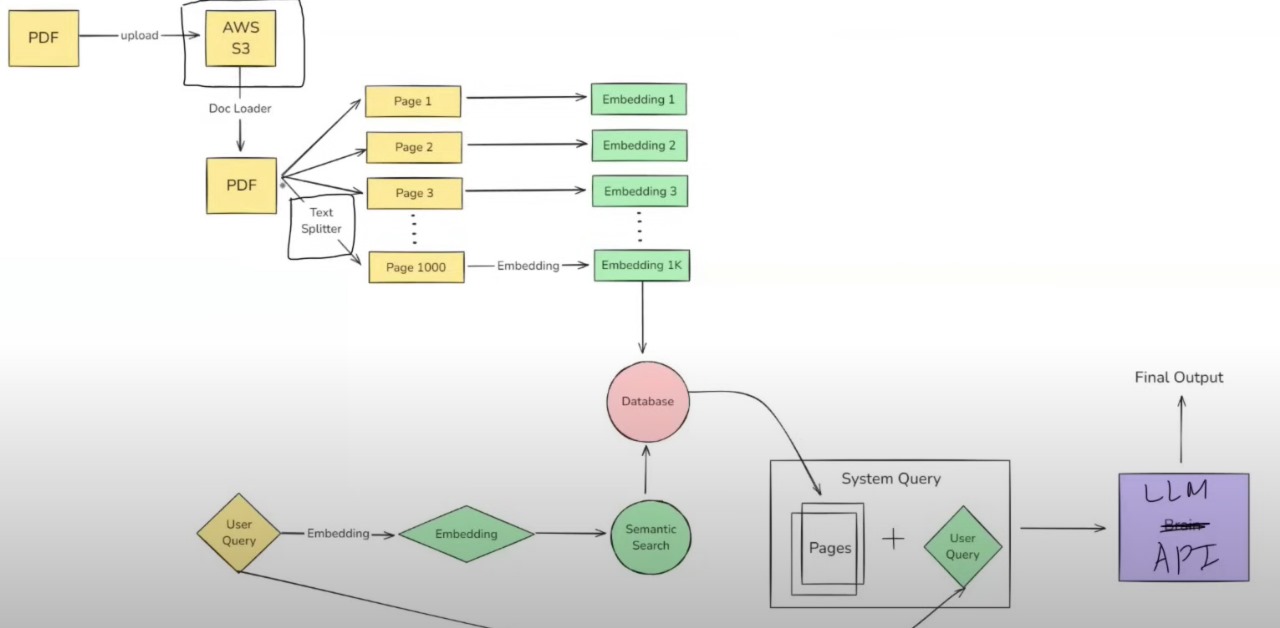 PDF
upload
AWS
S3
Doc Loader
PDF
Text
Splitter
Page 1
Page 2
Page 3
Page 1000
Embedding
Embedding 1
Embedding 2
Embedding 3
Embedding 1K
Database
User
Query
Embedding
Embedding
Semantic
Search
System Query
Pages
+
User
Query
Final Output
LLM
Brain
API